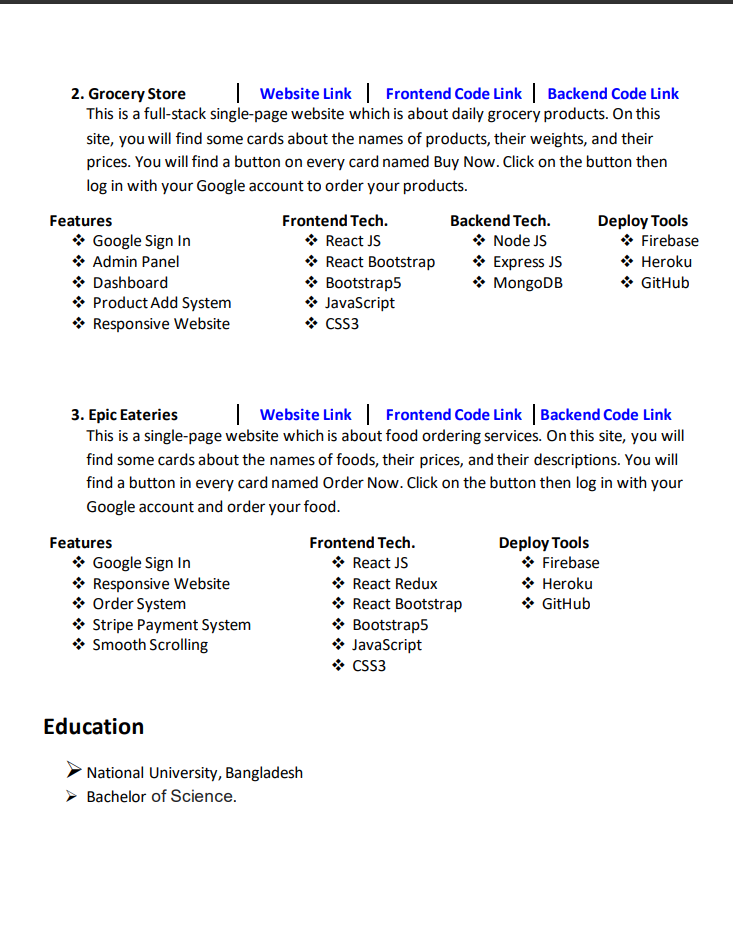 2. Grocery Store | Website Link | Frontend Code Link | Backend Code Link
This is a full-stack single-page website which is about daily grocery products. On this
site, you will find some cards about the names of products, their weights, and their
prices. You will find a button on every card named Buy Now. Click on the button then
log in with your Google account to order your products.
Features Frontend Tech. Backend Tech. Deploy Tools
❖ Google Sign In ❖ React JS ❖ Node JS ❖ Firebase
❖ Admin Panel ❖ React Bootstrap ❖ Express JS ❖ Heroku
❖ Dashboard ❖ Bootstrap5 ❖ MongoDB ❖ GitHub
❖ Product Add System ❖ JavaScript
❖ Responsive Website ❖ CSS3
3. Epic Eateries | Website Link | Frontend Code Link | Backend Code Link
This is a single-page website which is about food ordering services. On this site, you will
find some cards about the names of foods, their prices, and their descriptions. You will
find a button in every card named Order Now. Click on the button then log in with your
Google account and order your food.
Features Frontend Tech. Deploy Tools
❖ Google Sign In ❖ React JS ❖ Firebase
❖ Responsive Website ❖ React Redux ❖ Heroku
❖ Order System ❖ React Bootstrap ❖ GitHub
❖ Stripe Payment System ❖ Bootstrap5
❖ Smooth Scrolling ❖ JavaScript
❖ CSS3
Education
➢ National University, Bangladesh
➢ Bachelor of Science.